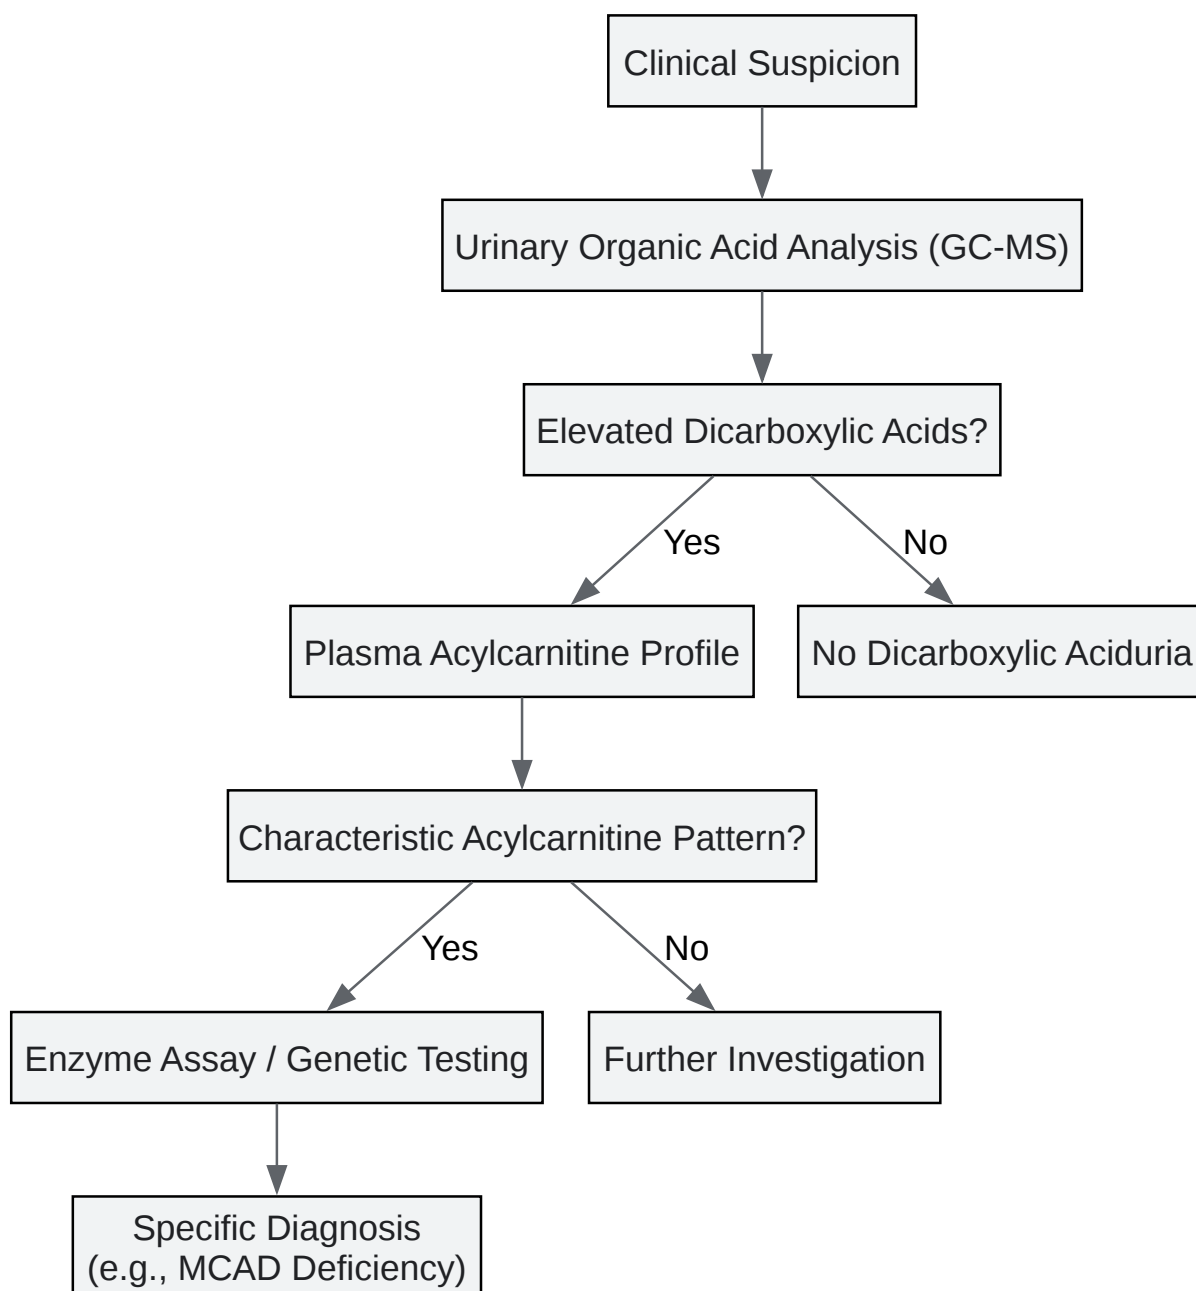 Clinical Suspicion
Urinary Organic Acid Analysis (GC-MS)
Elevated Dicarboxylic Acids?
Yes
No
Plasma Acylcarnitine Profile
No Dicarboxylic Aciduria
Characteristic Acylcarnitine Pattern?
Yes
No
Enzyme Assay / Genetic Testing
Further Investigation
Specific Diagnosis
(e.g., MCAD Deficiency)